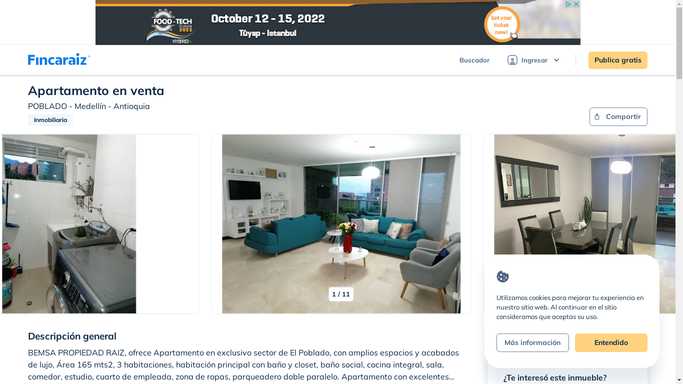 FOOD-TECH
October 12 - 15, 2022
Tüyap - Istanbul
Get your
ticket
now!
Fincaraiz
Buscador
Ingresar
Publica gratis
Apartamento en venta
POBLADO - Medellín - Antioquia
Inmobiliaria
Compartir
1 / 11
Utilizamos cookies para mejorar tu experiencia en
nuestro sitio web. Al continuar en el sitio
consideramos que aceptas su uso.
Más información
Entendido
Descripción general
BEMSA PROPIEDAD RAIZ, ofrece Apartamento en exclusivo sector de El Poblado, con amplios espacios y acabados
de lujo, Área 165 mts2, 3 habitaciones, habitación principal con baño y closet, baño social, cocina integral, sala,
comedor, estudio, cuarto de empleada, zona de ropas, parqueadero doble paralelo. Apartamento con excelentes...
¿Te interesó este inmueble?